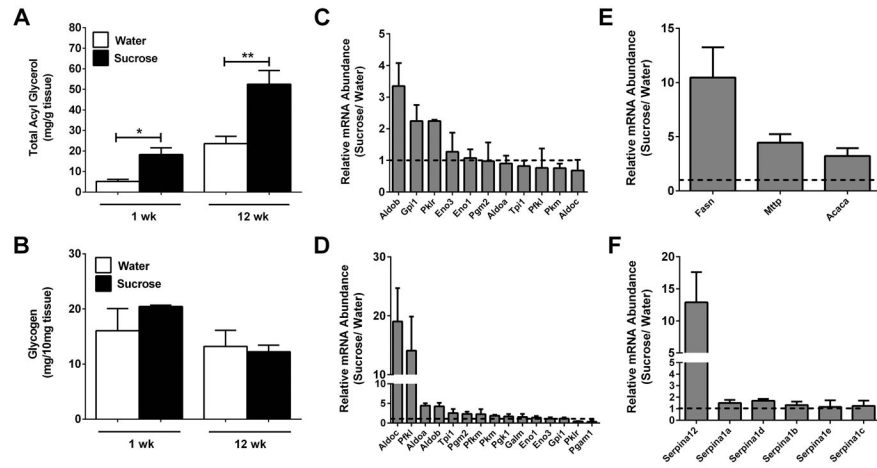 A
Water
Sucrose
Total Acyl Glycerol
(mg/g tissue)
80
70
60
50
40
30
20
10
0
*
**
1 wk
12 wk
B
Water
Sucrose
Glycogen
(mg/10mg tissue)
30
20
10
0
1 wk
12 wk
C
Relative mRNA Abundance
(Sucrose/ Water)
5
4
3
2
1
0
Aldob
Gpi1
Pklr
Eno3
Eno1
Pgm2
Aldoa
Tpi1
Pfkl
Pkm
Aldoc
D
Relative mRNA Abundance
(Sucrose/ Water)
30
20
10
10
5
0
Aldoc
Pfkl
Aldoa
Aldob
Tpi1
Pgm2
Pfkm
Pkm
Pgk1
Galm
Eno1
Eno3
Gpi1
Pklr
Pgam1
E
Relative mRNA Abundance
(Sucrose/ Water)
15
10
5
0
Fasn
Mttp
Acaca
F
Relative mRNA Abundance
(Sucrose/ Water)
20
15
10
5
5
4
3
2
1
0
Serpina12
Serpina1a
Serpina1d
Serpina1b
Serpina1e
Serpina1c